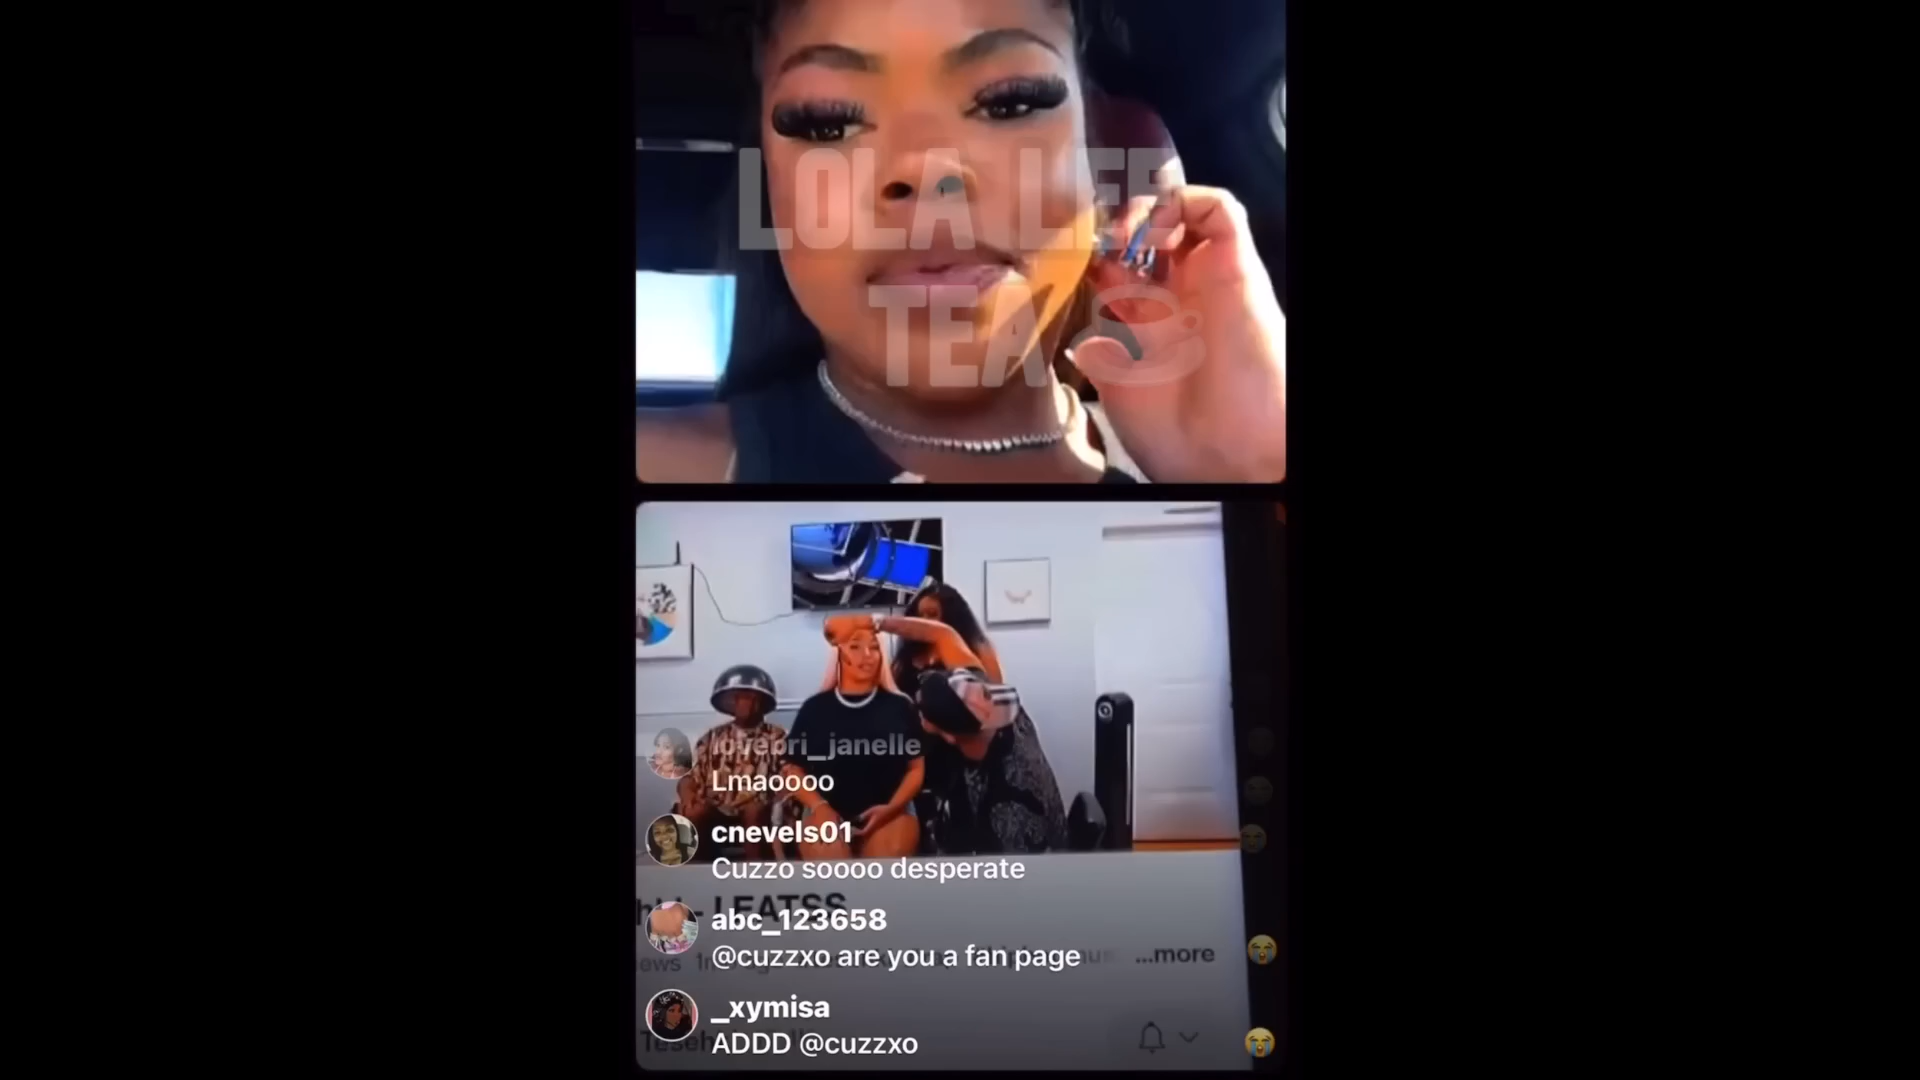 LOLA LEE
TEA
lovebri_janelle
Lmaoooo
cnevels01
Cuzzo soooo desperate
- LEATSS
abc_123658
@cuzzxo are you a fan page
...more
_xymisa
ADDD @cuzzxo